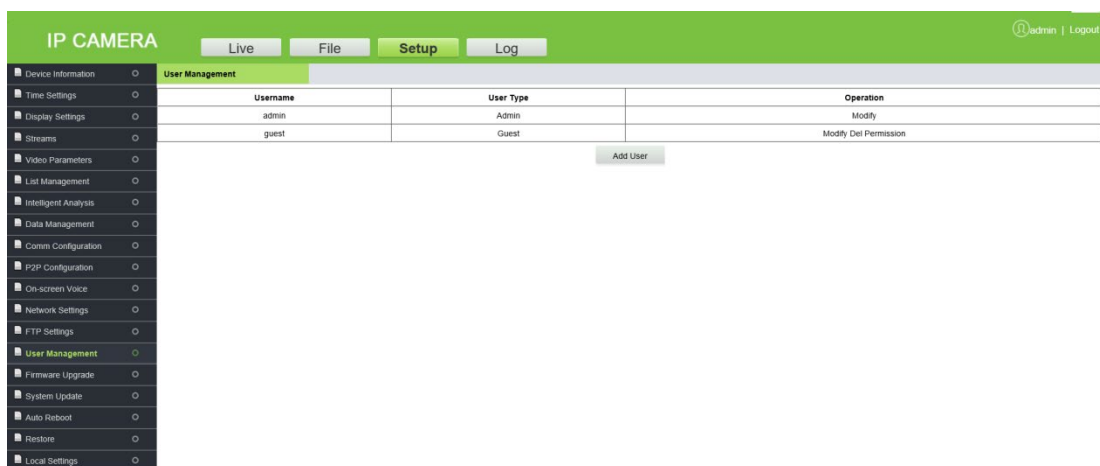 IP CAMERA
Live File Setup Log
admin | Logout
Device Information
Time Settings
Display Settings
Streams
Video Parameters
List Management
Intelligent Analysis
Data Management
Comm Configuration
P2P Configuration
On-screen Voice
Network Settings
FTP Settings
User Management
Firmware Upgrade
System Update
Auto Reboot
Restore
Local Settings
User Management
Username User Type Operation
admin Admin Modify
guest Guest Modify Del Permission
Add User